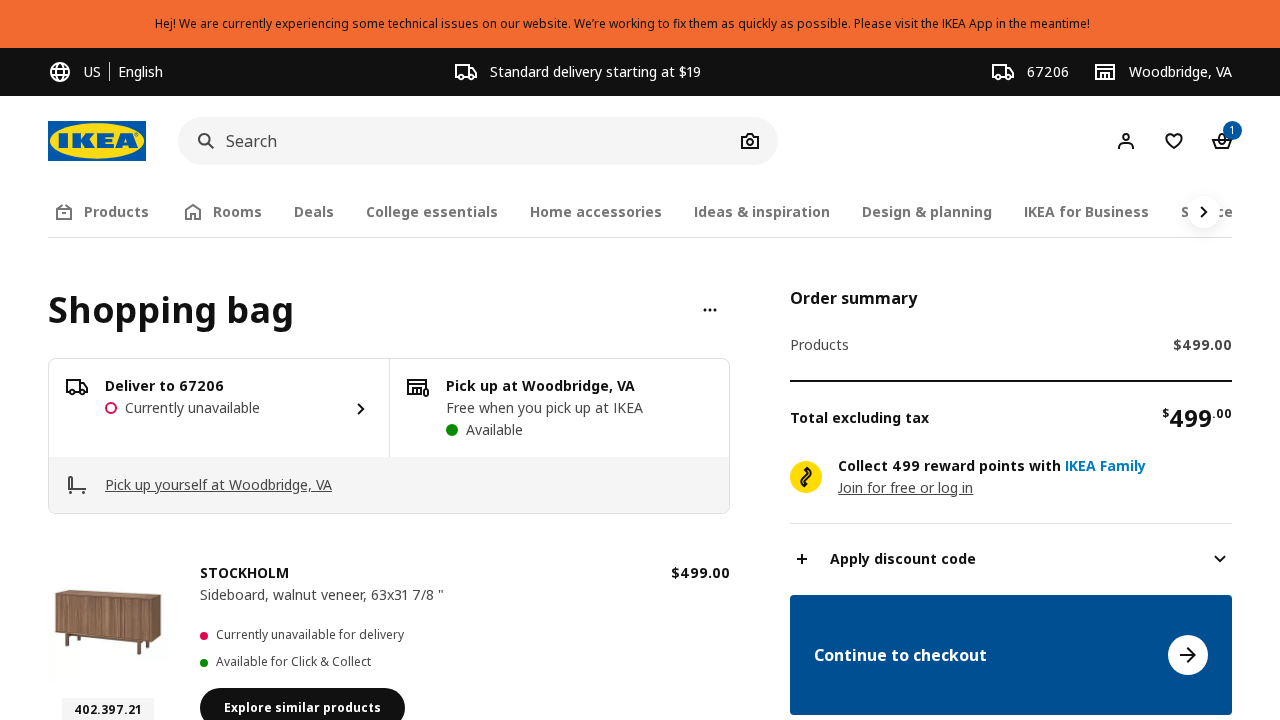 Hej! We are currently experiencing some technical issues on our website. We’re working to fix them as quickly as possible. Please visit the IKEA App in the meantime!
US English
Standard delivery starting at $19
67206
Woodbridge, VA
IKEA
Search
1
Products
Rooms
Deals
College essentials
Home accessories
Ideas & inspiration
Design & planning
IKEA for Business
Shopping bag
Deliver to 67206
Currently unavailable
Pick up at Woodbridge, VA
Free when you pick up at IKEA
Available
Pick up yourself at Woodbridge, VA
STOCKHOLM
$499.00
Sideboard, walnut veneer, 63x31 7/8 "
Currently unavailable for delivery
Available for Click & Collect
402.397.21
Explore similar products
Order summary
Products
$499.00
Total excluding tax
$499.00
Collect 499 reward points with IKEA Family
Join for free or log in
Apply discount code
Continue to checkout